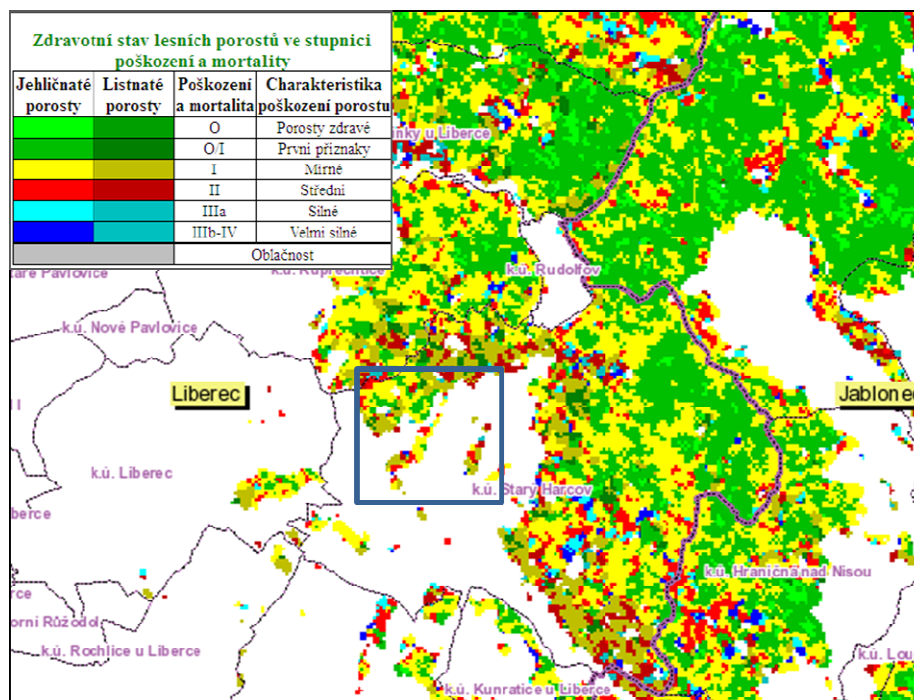 Zdravotní stav lesních porostů ve stupnici
poškození a mortality
Jehličnaté porosty
Listnaté porosty
Poškození a mortalita
Charakteristika poškození porostu
O
Porosty zdravé
O/I
První příznaky
I
Mírné
II
Střední
IIIa
Silné
IIIb-IV
Velmi silné
Oblačnost
k.ú. Rudolfov
k.ú. Nové Pavlovice
Liberec
Jablonec
k.ú. Liberec
k.ú. Starý Harcov
k.ú. Hraničná nad Nisou
k.ú. Rochlice u Liberce
k.ú. Lou
k.ú. Kunratice u Liberce